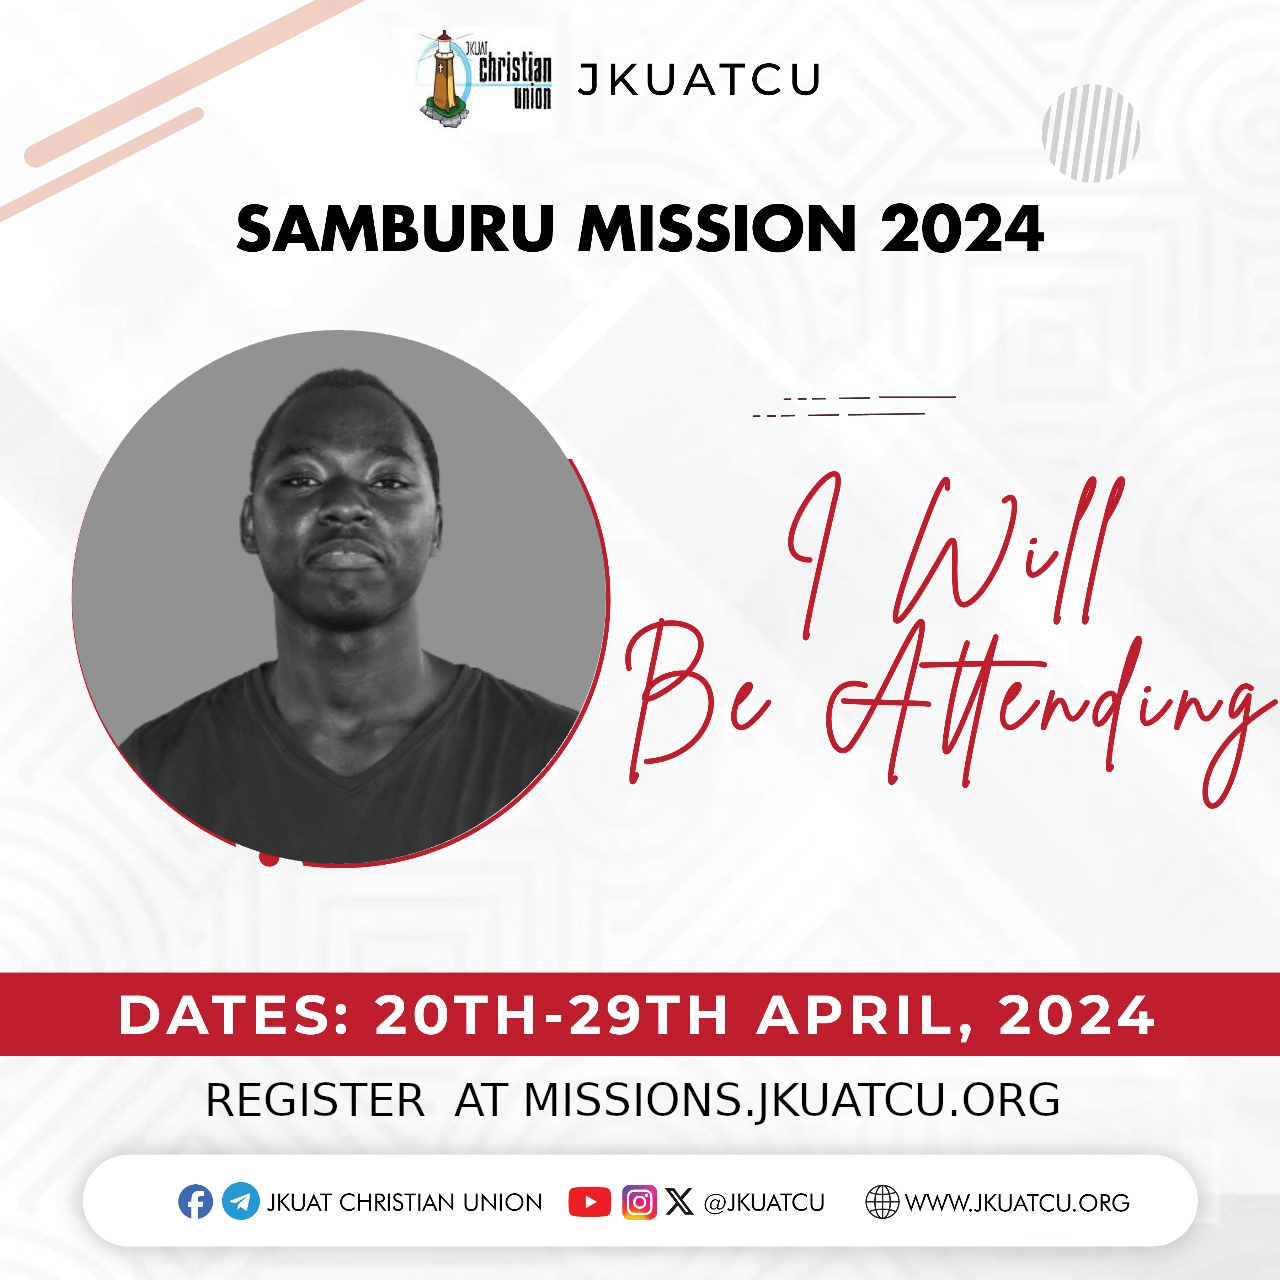 JKUAT
christian
union
JKUATCU
SAMBURU MISSION 2024
I Will
Be Attending
DATES: 20TH-29TH APRIL, 2024
REGISTER  AT MISSIONS.JKUATCU.ORG
JKUAT CHRISTIAN UNION @JKUATCU WWW.JKUATCU.ORG